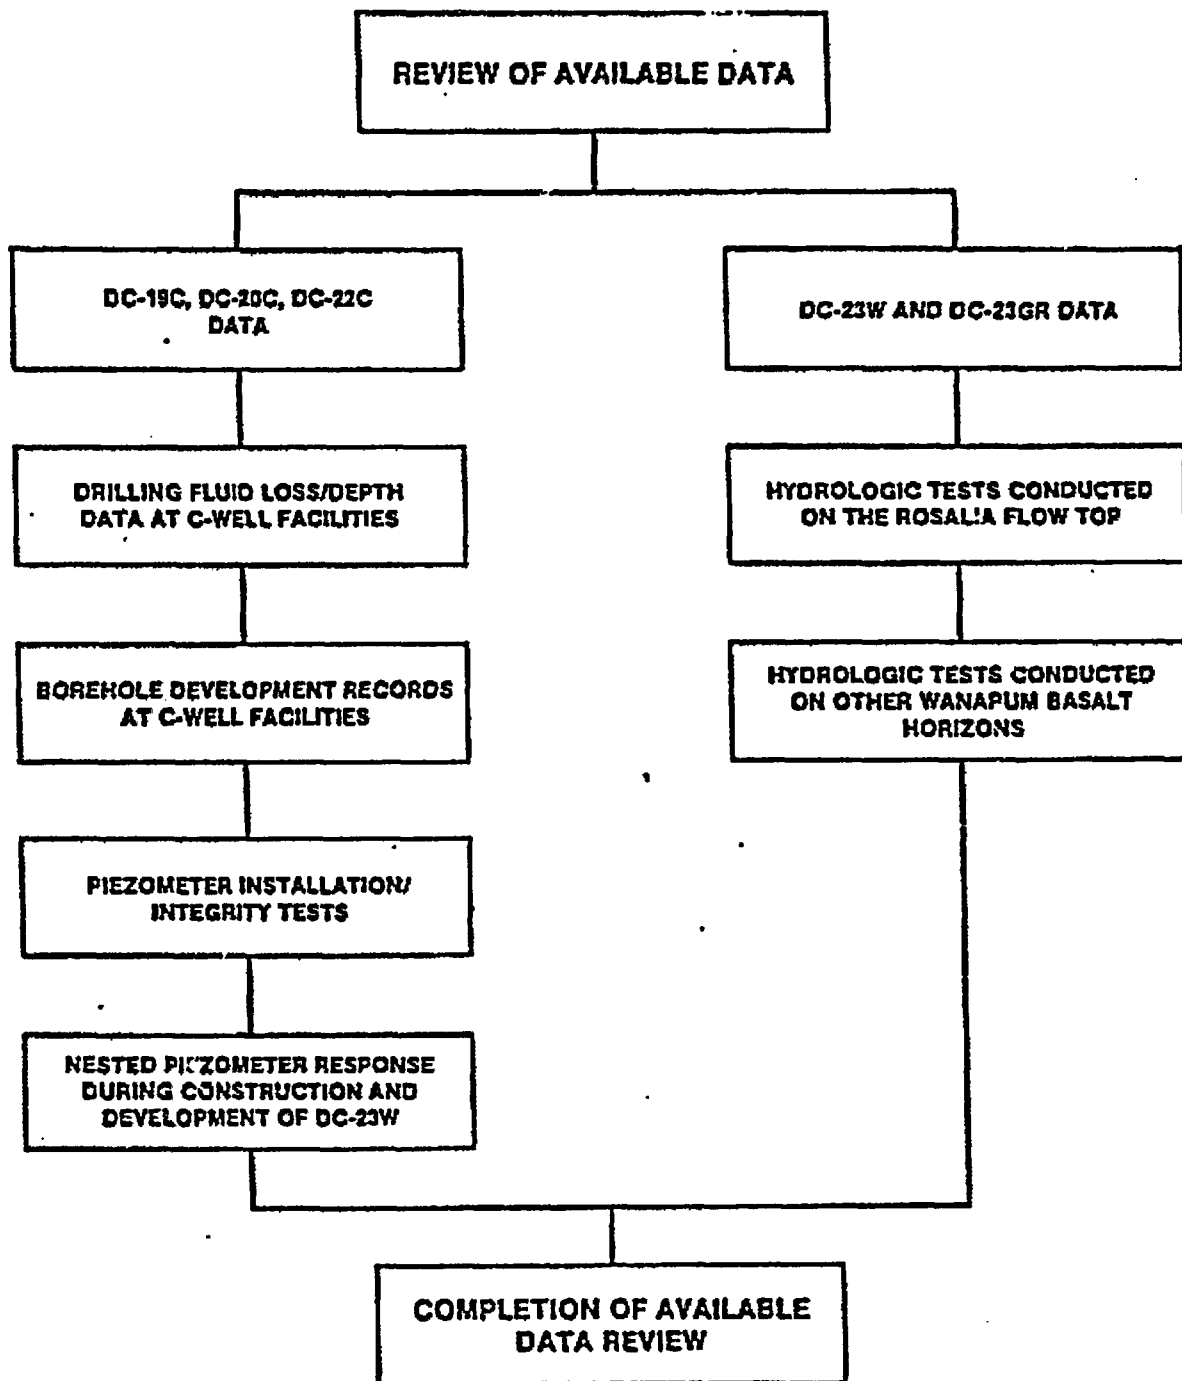 REVIEW OF AVAILABLE DATA
DC-19C, DC-20C, DC-22C
DATA
DRILLING FLUID LOSS/DEPTH
DATA AT C-WELL FACILITIES
BOREHOLE DEVELOPMENT RECORDS
AT C-WELL FACILITIES
PIEZOMETER INSTALLATION/
INTEGRITY TESTS
NESTED PIEZOMETER RESPONSE
DURING CONSTRUCTION AND
DEVELOPMENT OF DC-23W
DC-23W AND DC-23GR DATA
HYDROLOGIC TESTS CONDUCTED
ON THE ROSALIA FLOW TOP
HYDROLOGIC TESTS CONDUCTED
ON OTHER WANAPUM BASALT
HORIZONS
COMPLETION OF AVAILABLE
DATA REVIEW